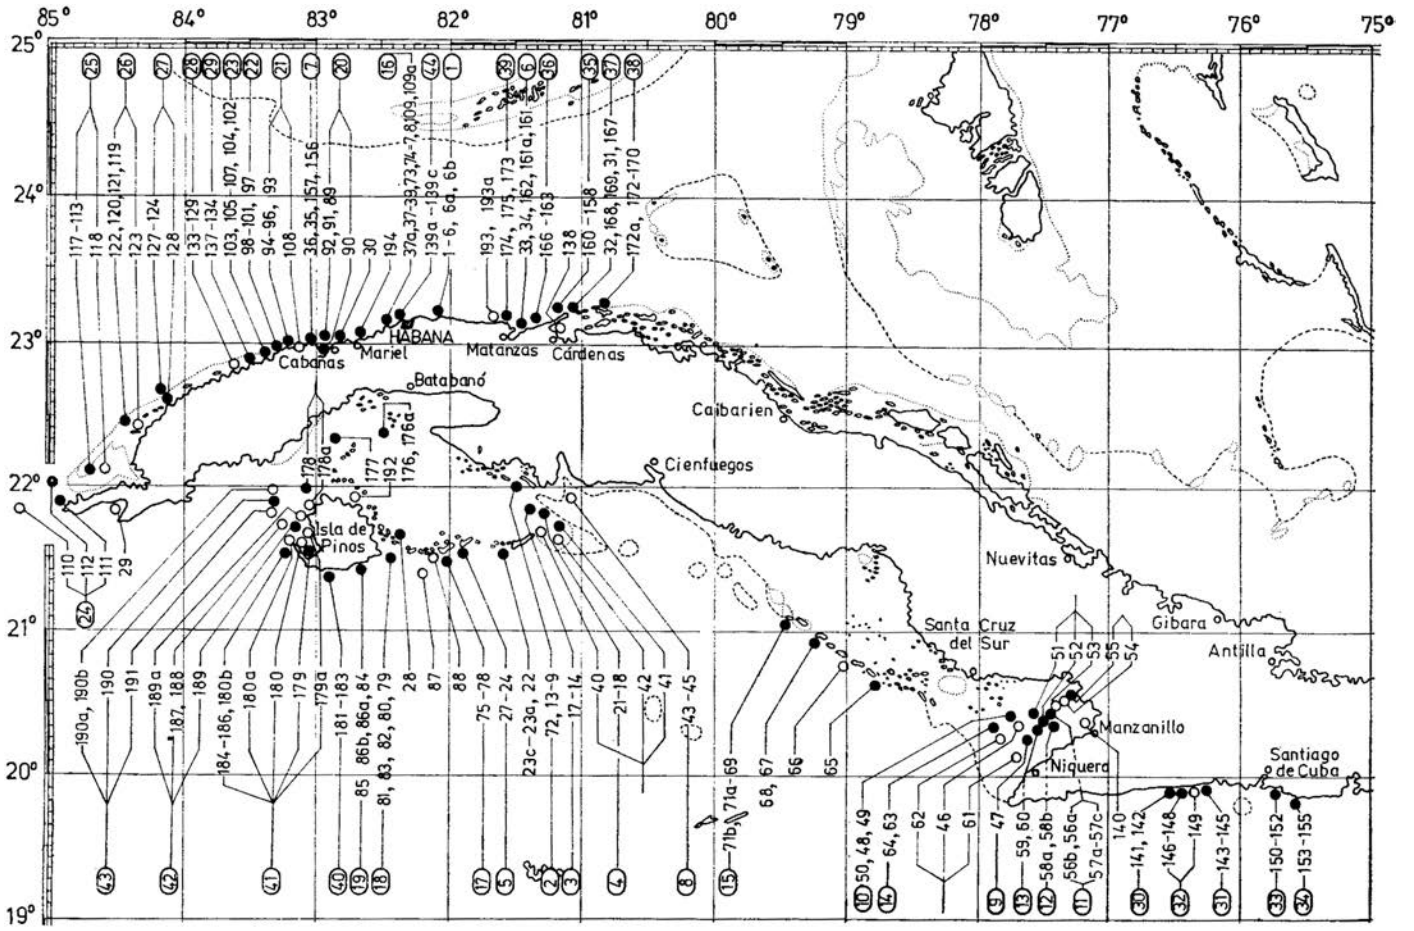 85° 84° 83° 82° 81° 80° 79° 78° 77° 76° 75°
25°
24°
23°
22°
21°
20°
19°
25 26 27 28 29 23 22 21 7 20 16 44 1 39 6 36 35 37 38
117-113
118
122, 120, 121, 119
123
127-124
128
133-129
137-134
103, 105-107, 104, 102
98-101, 97
94-96, 93
108
36, 35, 157, 156
92, 91, 89
90
30
194
37a, 37-39, 73, 74-7, 8, 109, 109a
139a-139c
1-6, 6a, 6b
193, 193a
174, 175, 173
33, 34, 162, 161a, 161
166-163
138
160-158
32, 168, 169, 31, 167
172a, 172-170
HABANA
Cabañas
Mariel
Matanzas
Cárdenas
Batabanó
Caibarien
Cienfuegos
Isla de
Pinos
Nuevitas
Gibara
Antilla
Santa Cruz
del Sur
Manzanillo
Niquero
Santiago
de Cuba
178
178a
177
192
176, 176a
110
112
111
29
24
190a, 190b
190
191
189a
187, 188
189
184-186, 180b
180a
180
179
179a
181-183
85 86b, 86a, 84
81, 83, 82, 80, 79
28
87
88
75-78
27-24
23c-23a, 22
72, 13-9
17-14
40
21-18
42
41
43-45
71b, 71a-69
68, 67
66
65
51
52
53
55
54
50, 48, 49
64, 63
62
46
61
47
59, 60
58a, 58b
56b, 56a
57a-57c
140
141, 142
146-148
149
143-145
150-152
153-155
43 42 41 40 19 18 17 5 2 3 4 8 15 10 14 9 13 12 11 30 32 31 33 34